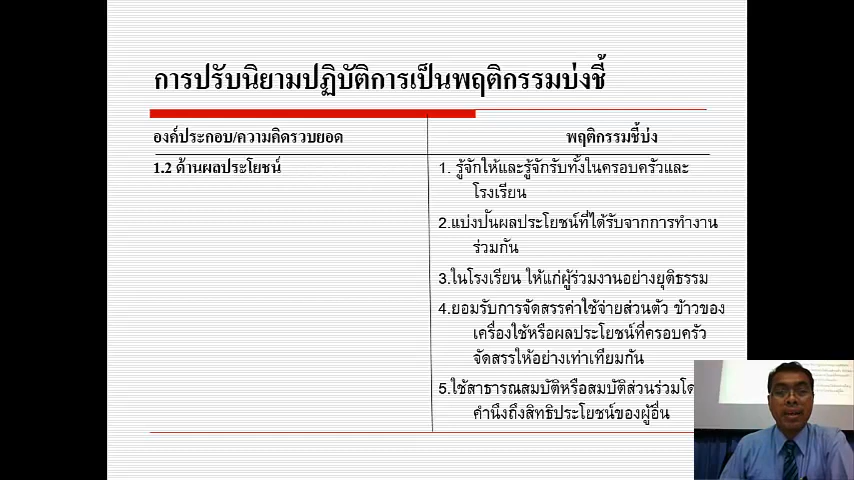 การปรับนิยามปฏิบัติการเป็นพฤติกรรมบ่งชี้
องค์ประกอบ/ความคิดรวบยอด
พฤติกรรมชี้บ่ง
1.2 ด้านผลประโยชน์
1. รู้จักให้และรู้จักรับทั้งในครอบครัวและ
โรงเรียน
2.แบ่งปันผลประโยชน์ที่ได้รับจากการทำงาน
ร่วมกัน
3.ในโรงเรียน ให้แก่ผู้ร่วมงานอย่างยุติธรรม
4.ยอมรับการจัดสรรค่าใช้จ่ายส่วนตัว ข้าวของ
เครื่องใช้หรือผลประโยชน์ที่ครอบครัว
จัดสรรให้อย่างเท่าเทียมกัน
5.ใช้สาธารณสมบัติหรือสมบัติส่วนร่วมโด
คำนึงถึงสิทธิประโยชน์ของผู้อื่น